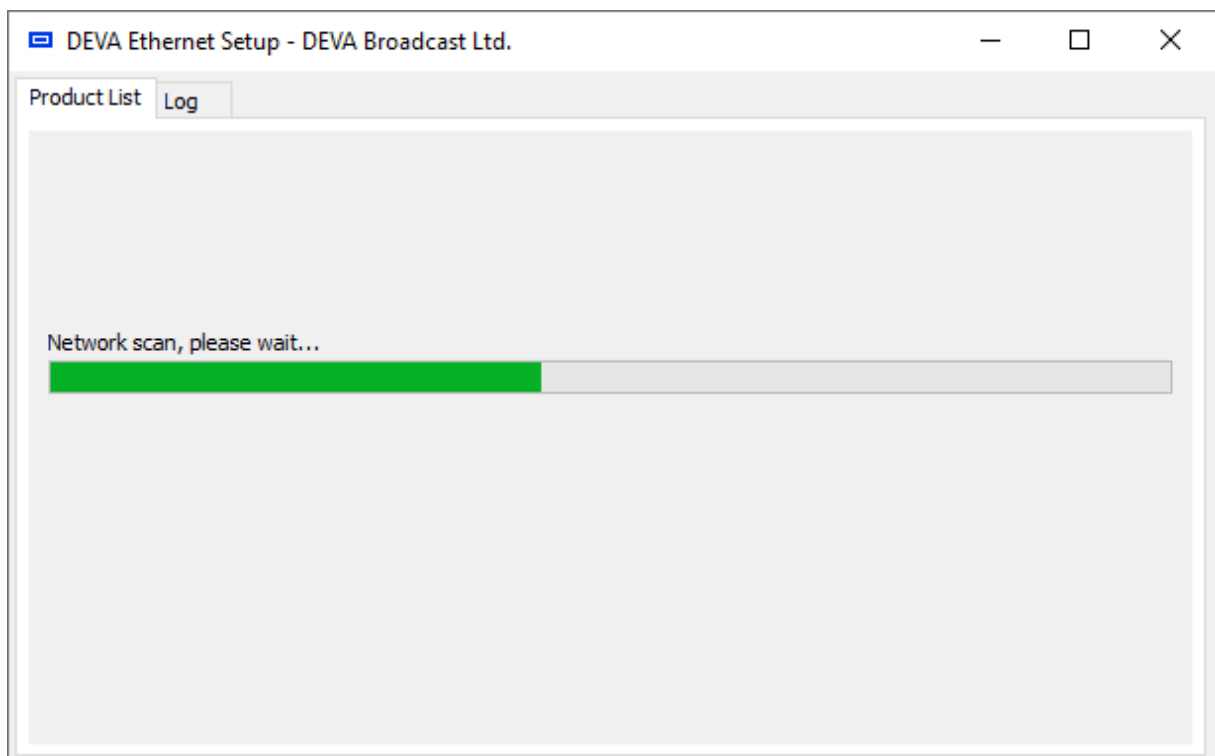 DEVA Ethernet Setup - DEVA Broadcast Ltd.
Product List
Log
Network scan, please wait...